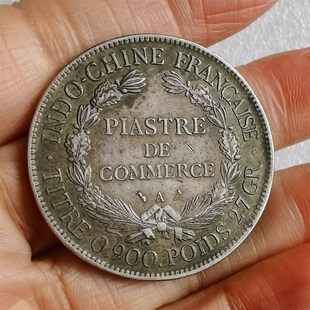 INDO-CHINE FRANÇAISE
PIASTRE
DE
COMMERCE
A
TITRE 0,900. POIDS 27 GR.